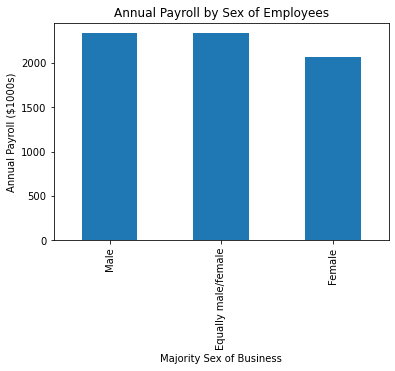 Annual Payroll by Sex of Employees
Annual Payroll ($1000s)
2000
1500
1000
500
0
Male
Equally male/female
Female
Majority Sex of Business